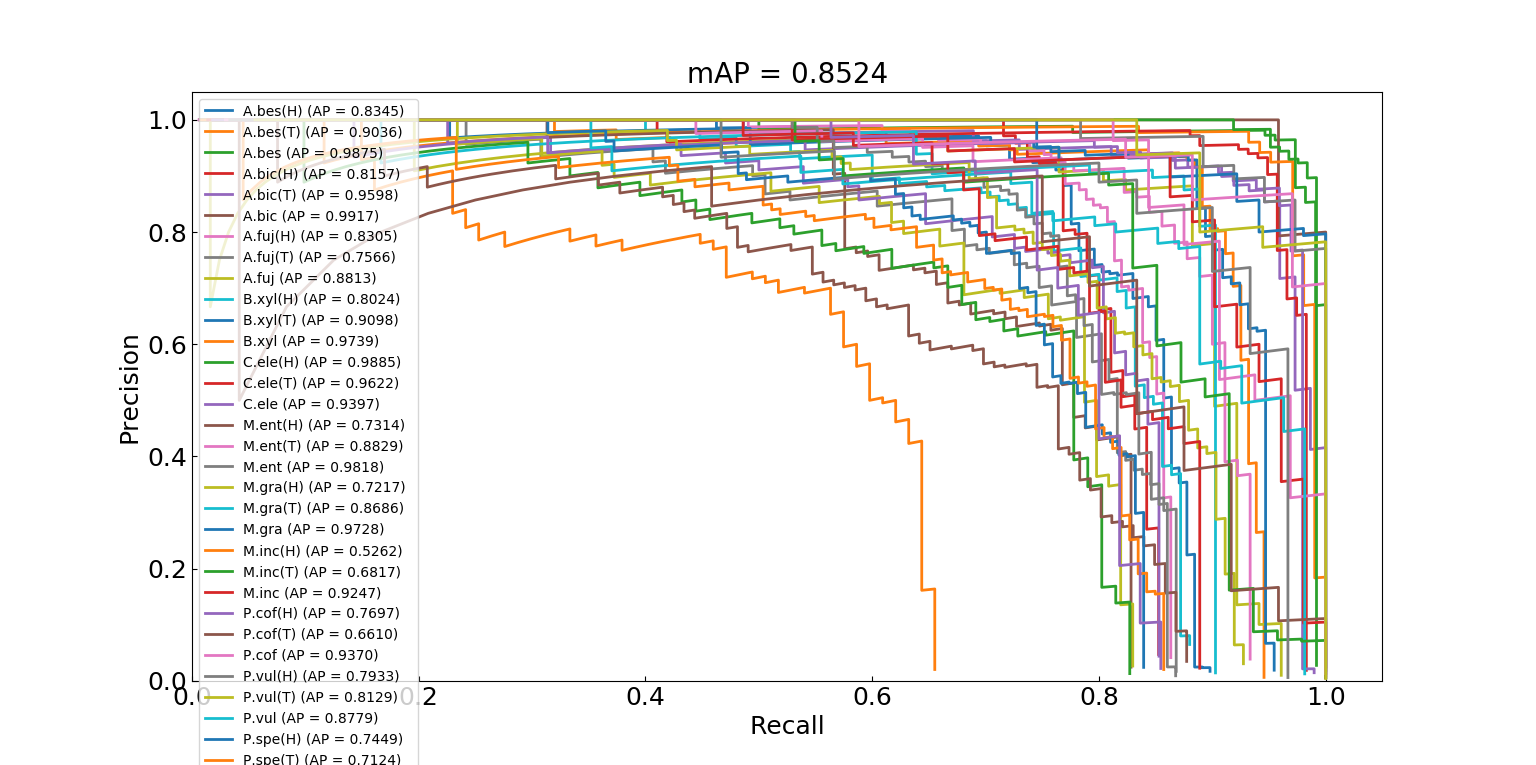 mAP = 0.8524
Precision
1.0
0.8
0.6
0.4
0.2
0.0
A.bes(H) (AP = 0.8345)
A.bes(T) (AP = 0.9036)
A.bes (AP = 0.9875)
A.bic(H) (AP = 0.8157)
A.bic(T) (AP = 0.9598)
A.bic (AP = 0.9917)
A.fuj(H) (AP = 0.8305)
A.fuj(T) (AP = 0.7566)
A.fuj (AP = 0.8813)
B.xyl(H) (AP = 0.8024)
B.xyl(T) (AP = 0.9098)
B.xyl (AP = 0.9739)
C.ele(H) (AP = 0.9885)
C.ele(T) (AP = 0.9622)
C.ele (AP = 0.9397)
M.ent(H) (AP = 0.7314)
M.ent(T) (AP = 0.8829)
M.ent (AP = 0.9818)
M.gra(H) (AP = 0.7217)
M.gra(T) (AP = 0.8686)
M.gra (AP = 0.9728)
M.inc(H) (AP = 0.5262)
M.inc(T) (AP = 0.6817)
M.inc (AP = 0.9247)
P.cof(H) (AP = 0.7697)
P.cof(T) (AP = 0.6610)
P.cof (AP = 0.9370)
P.vul(H) (AP = 0.7933)
P.vul(T) (AP = 0.8129)
P.vul (AP = 0.8779)
P.spe(H) (AP = 0.7449)
P.spe(T) (AP = 0.7124)
0.0 0.2 0.4 0.6 0.8 1.0
Recall